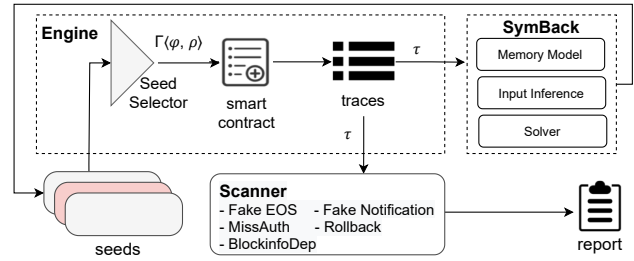 Engine
Γ⟨φ, ρ⟩
Seed
Selector
smart
contract
traces
τ
τ
SymBack
Memory Model
Input Inference
Solver
seeds
Scanner
- Fake EOS - Fake Notification
- MissAuth - Rollback
- BlockinfoDep
report